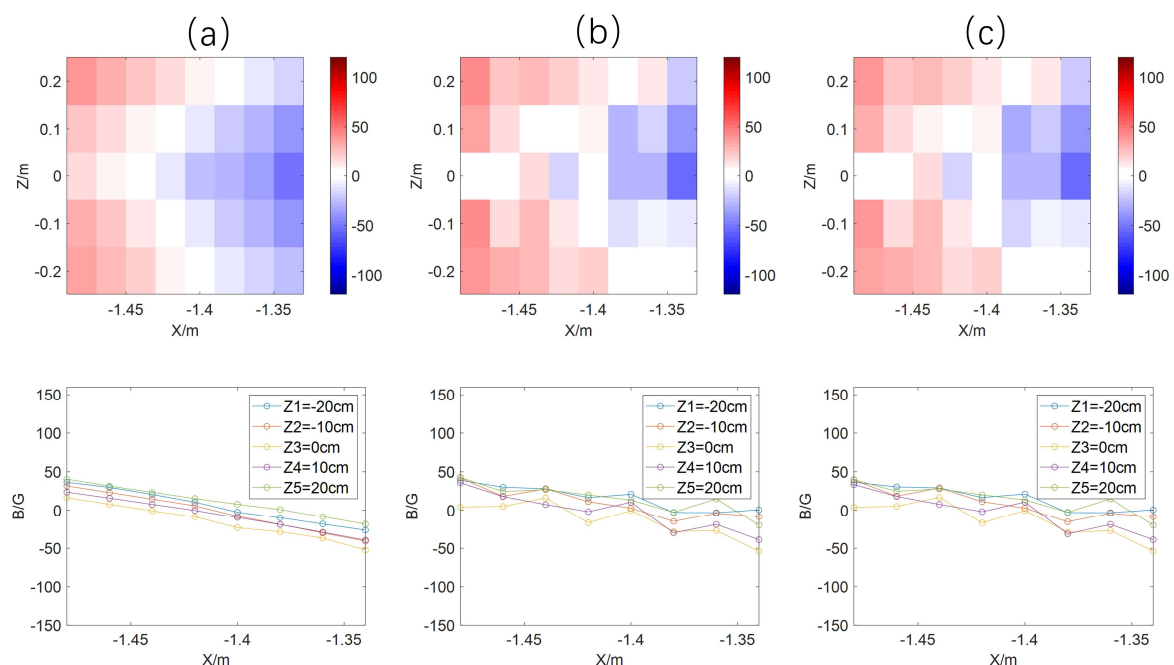 (a)
(b)
(c)
0.2
0.1
0
-0.1
-0.2
Z/m
-1.45
-1.4
-1.35
X/m
100
50
0
-50
-100
0.2
0.1
0
-0.1
-0.2
Z/m
-1.45
-1.4
-1.35
X/m
100
50
0
-50
-100
0.2
0.1
0
-0.1
-0.2
Z/m
-1.45
-1.4
-1.35
X/m
100
50
0
-50
-100
150
100
50
0
-50
-100
-150
B/G
-1.45
-1.4
-1.35
X/m
Z1=-20cm
Z2=-10cm
Z3=0cm
Z4=10cm
Z5=20cm
150
100
50
0
-50
-100
-150
B/G
-1.45
-1.4
-1.35
X/m
Z1=-20cm
Z2=-10cm
Z3=0cm
Z4=10cm
Z5=20cm
150
100
50
0
-50
-100
-150
B/G
-1.45
-1.4
-1.35
X/m
Z1=-20cm
Z2=-10cm
Z3=0cm
Z4=10cm
Z5=20cm